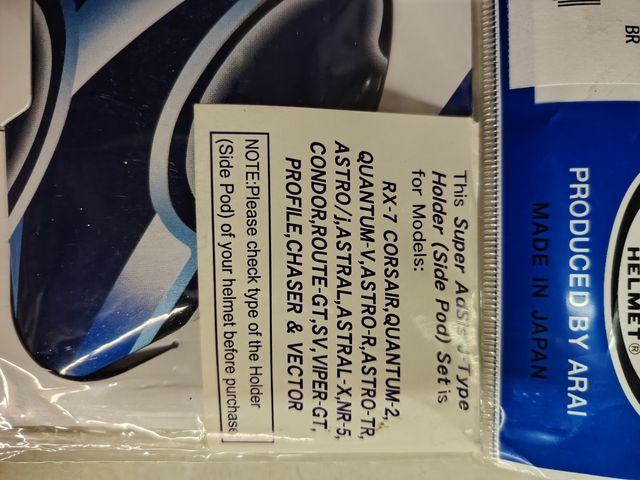 BR
HELMET®
PRODUCED BY ARAI
MADE IN JAPAN
This Super AdSis J-Type
Holder (Side Pod) Set is
for Models:
RX-7 CORSAIR,QUANTUM-2,
QUANTUM-V,ASTRO-R,ASTRO-TR,
ASTRO/j,ASTRAL,ASTRAL-X,NR-5,
CONDOR,ROUTE-GT,SV,VIPER-GT,
PROFILE,CHASER & VECTOR
NOTE:Please check type of the Holder
(Side Pod) of your helmet before purchase